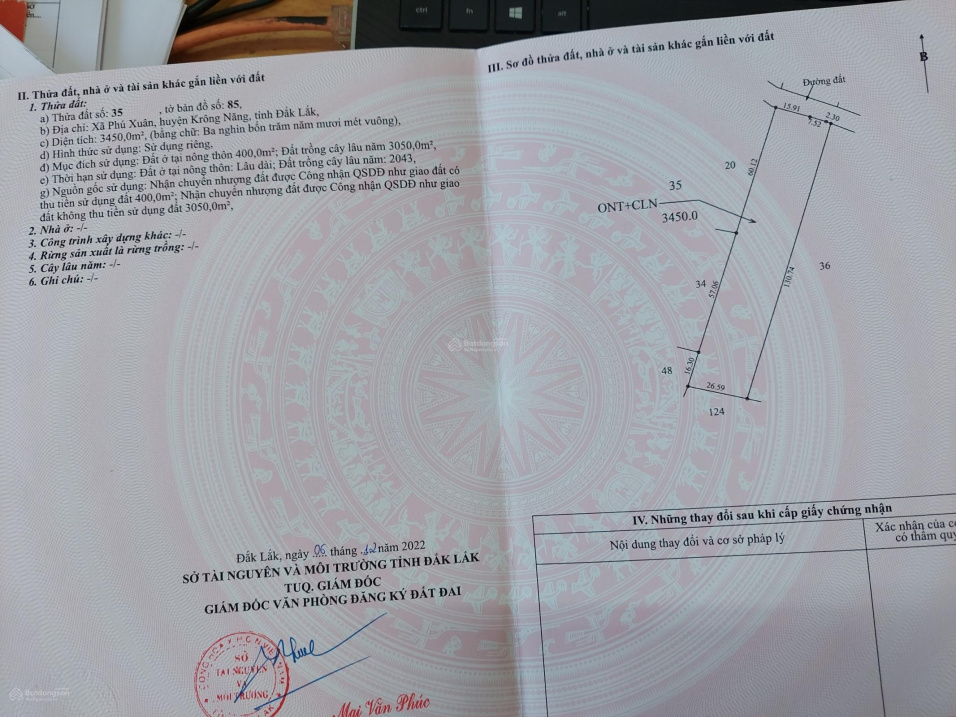 ctrl
fn
alt
II. Thửa đất, nhà ở và tài sản khác gắn liền với đất
1. Thửa đất:
a) Thửa đất số: 35 , tờ bản đồ số: 85,
b) Địa chỉ: Xã Phú Xuân, huyện Krông Năng, tỉnh Đắk Lắk,
c) Diện tích: 3450,0m², (bằng chữ: Ba nghìn bốn trăm năm mươi mét vuông),
d) Hình thức sử dụng: Sử dụng riêng,
đ) Mục đích sử dụng: Đất ở tại nông thôn 400,0m²; Đất trồng cây lâu năm 3050,0m²,
e) Thời hạn sử dụng: Đất ở tại nông thôn: Lâu dài; Đất trồng cây lâu năm: 2043,
g) Nguồn gốc sử dụng: Nhận chuyển nhượng đất được Công nhận QSDĐ như giao đất có
thu tiền sử dụng đất 400,0m²; Nhận chuyển nhượng đất được Công nhận QSDĐ như giao
đất không thu tiền sử dụng đất 3050,0m²,
2. Nhà ở: -/-
3. Công trình xây dựng khác: -/-
4. Rừng sản xuất là rừng trồng: -/-
5. Cây lâu năm: -/-
6. Ghi chú: -/-
Đắk Lắk, ngày 06 tháng 12 năm 2022
SỞ TÀI NGUYÊN VÀ MÔI TRƯỜNG TỈNH ĐẮK LẮK
TUQ. GIÁM ĐỐC
GIÁM ĐỐC VĂN PHÒNG ĐĂNG KÝ ĐẤT ĐAI
SỞ
TÀI NGUYÊN
VÀ
MÔI TRƯỜNG
Mai Văn Phúc
III. Sơ đồ thửa đất, nhà ở và tài sản khác gắn liền với đất
B
Đường đất
15.91
9.52
2.30
20
60.12
35
ONT+CLN
3450.0
36
34
57.06
130.74
48
16.30
26.59
124
IV. Những thay đổi sau khi cấp giấy chứng nhận
Nội dung thay đổi và cơ sở pháp lý
Xác nhận của c
có thẩm quy
Batdongsan
Batdongsan